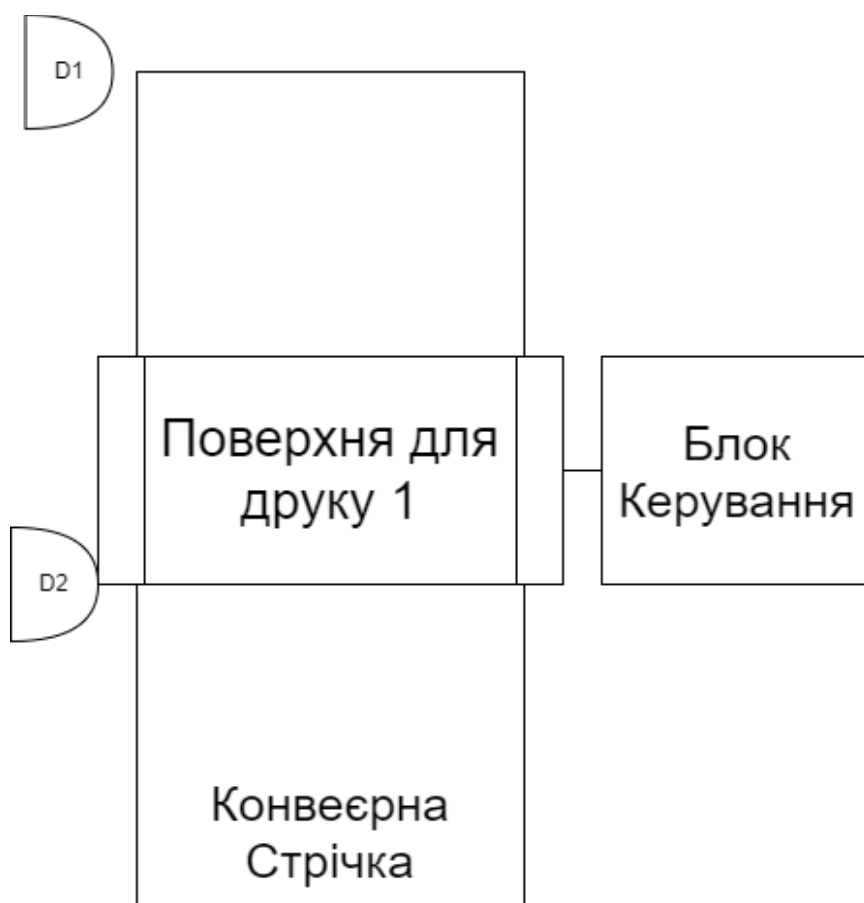 D1
Поверхня для
друку 1
Блок
Керування
D2
Конвеєрна
Стрічка